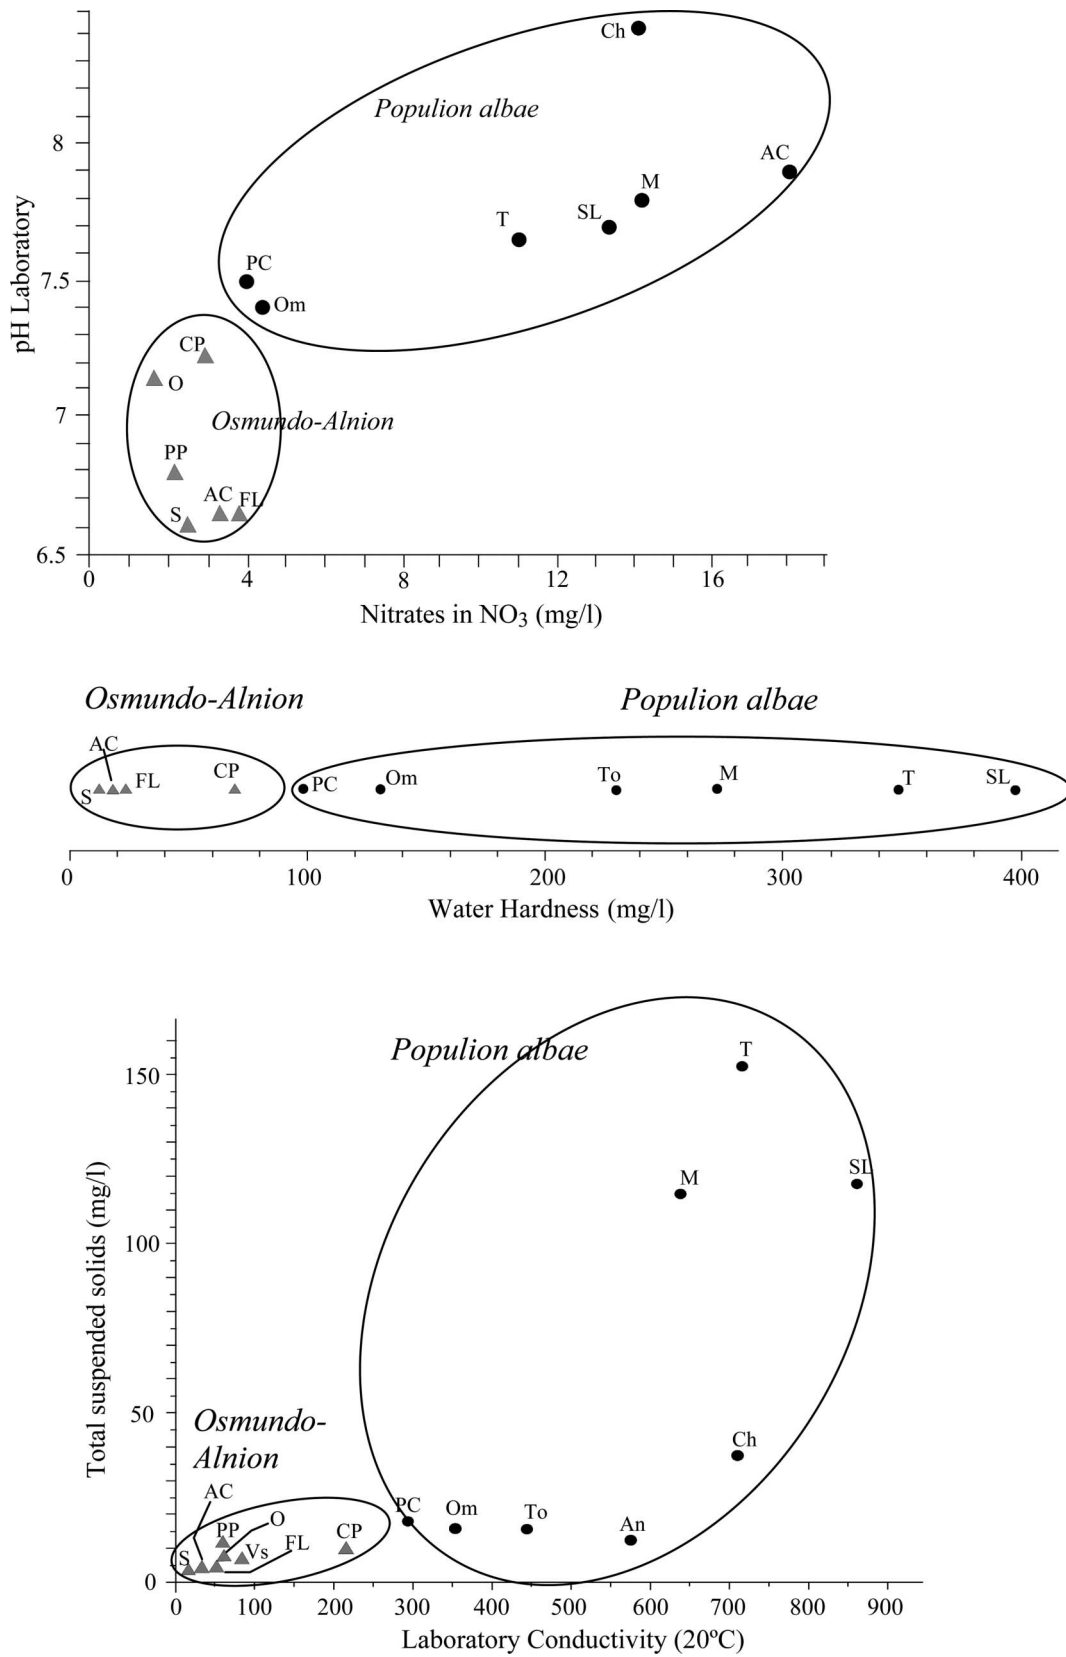 Ch
Populion albae
8
AC
M
SL
T
pH Laboratory
7.5
PC
Om
CP
O
7
Osmundo-Alnion
PP
AC
FL
S
6.5
0
4
8
12
16
Nitrates in NO₃ (mg/l)
Osmundo-Alnion
Populion albae
AC
S
FL
CP
PC
Om
To
M
T
SL
0
100
200
300
400
Water Hardness (mg/l)
Populion albae
T
150
M
SL
Total suspended solids (mg/l)
100
50
Osmundo-
Alnion
Ch
AC
PC
Om
To
An
PP
O
FL
CP
S
Vs
0
0
100
200
300
400
500
600
700
800
900
Laboratory Conductivity (20ºC)